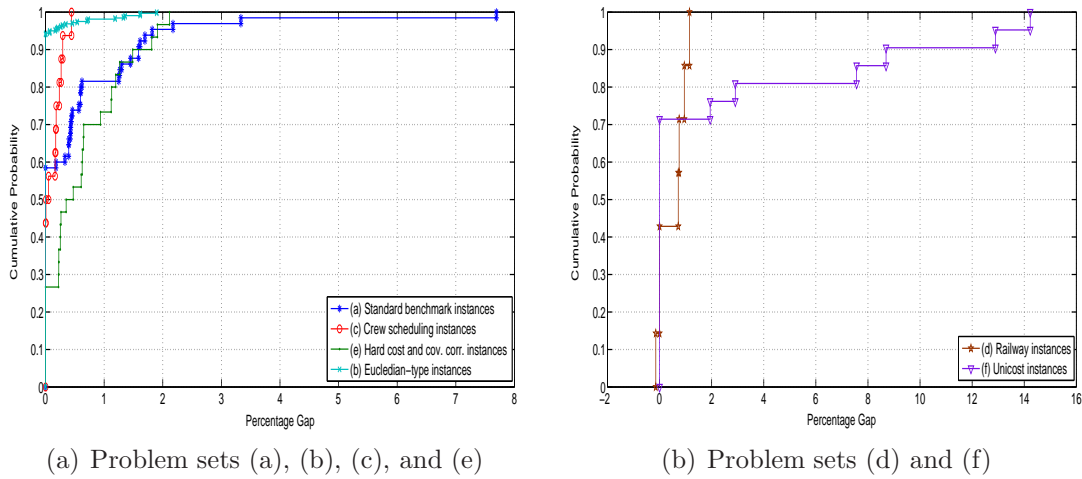 1
0.9
0.8
0.7
0.6
0.5
0.4
0.3
0.2
0.1
0
Cumulative Probability
0 1 2 3 4 5 6 7 8
Percentage Gap
(a) Standard benchmark instances
(c) Crew scheduling instances
(e) Hard cost and cov. corr. instances
(b) Eucledian-type instances
(a) Problem sets (a), (b), (c), and (e)
1
0.9
0.8
0.7
0.6
0.5
0.4
0.3
0.2
0.1
0
Cumulative Probability
−2 0 2 4 6 8 10 12 14 16
Percentage Gap
(d) Railway instances
(f) Unicost instances
(b) Problem sets (d) and (f)